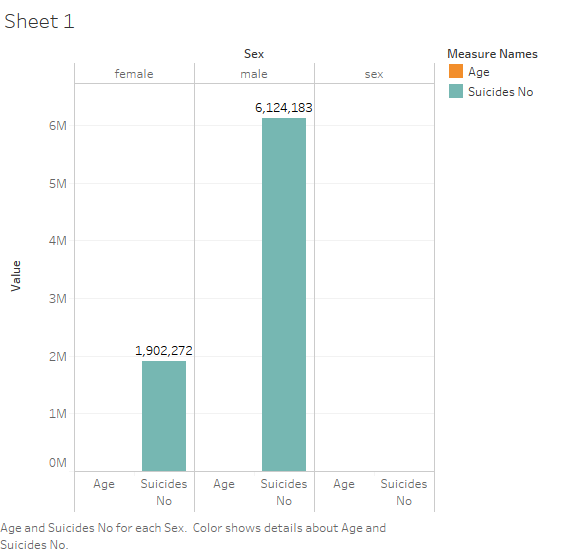 Sheet 1
Sex
female male sex
Measure Names
Age
Suicides No
6,124,183
6M
5M
4M
3M
1,902,272
2M
1M
0M
Value
Age Suicides No Age Suicides No Age Suicides No
Age and Suicides No for each Sex. Color shows details about Age and
Suicides No.